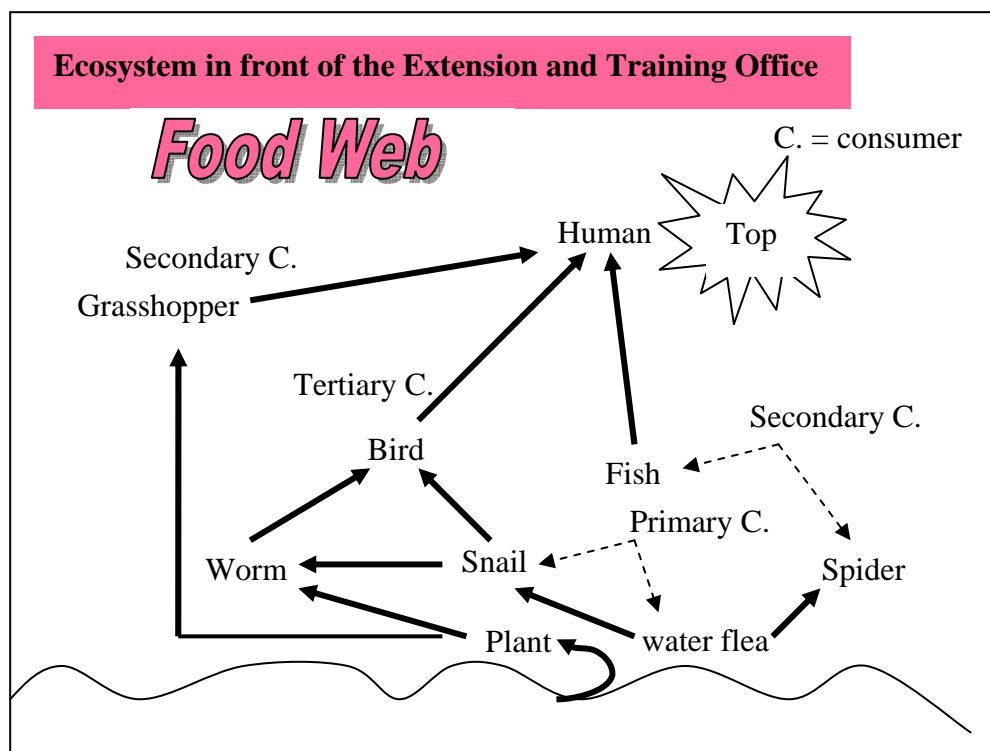 Ecosystem in front of the Extension and Training Office
Food Web
C. = consumer
Human
Top
Secondary C.
Grasshopper
Tertiary C.
Bird
Secondary C.
Fish
Primary C.
Worm
Snail
Spider
Plant
water flea